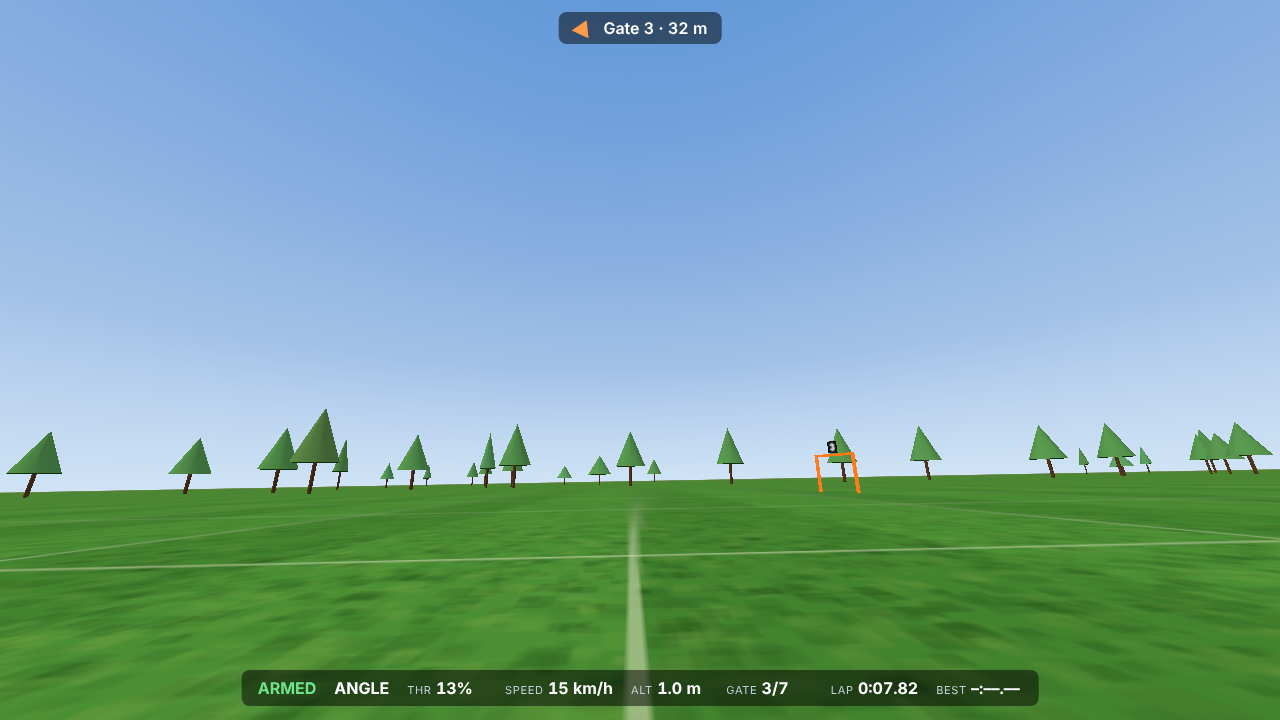 Gate 3 · 32 m
ARMED ANGLE THR 13% SPEED 15 km/h ALT 1.0 m GATE 3/7 LAP 0:07.82 BEST –:––.––